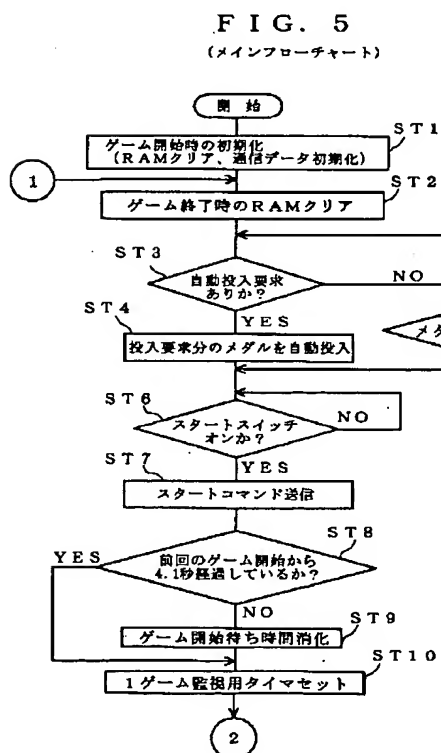 FIG. 5
(メインフローチャート)
開始
ST1
ゲーム開始時の初期化
(RAMクリア、通信データ初期化)
1
ST2
ゲーム終了時のRAMクリア
ST3
自動投入要求
ありか?
NO
YES
ST4
投入要求分のメダルを自動投入
メダ
ST6
スタートスイッチ
オンか?
NO
YES
ST7
スタートコマンド送信
ST8
YES
前回のゲーム開始から
4.1秒経過しているか?
NO
ST9
ゲーム開始待ち時間消化
ST10
1ゲーム監視用タイマセット
2